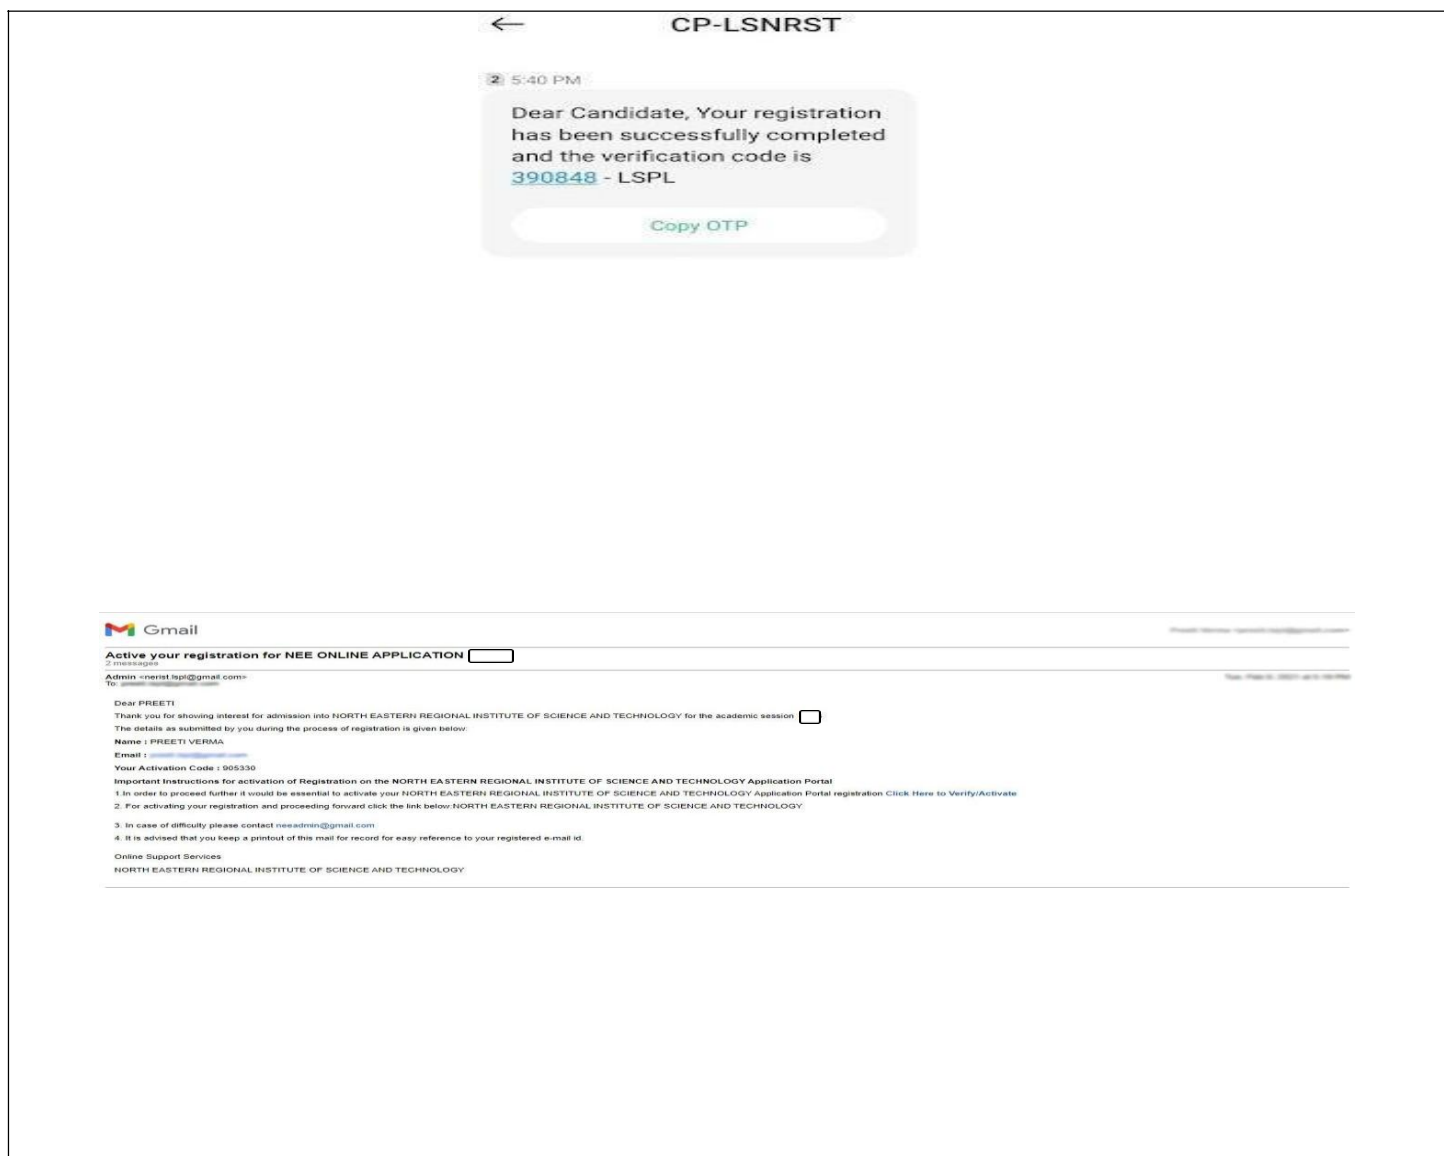 CP-LSNRST
2 5:40 PM
Dear Candidate, Your registration
has been successfully completed
and the verification code is
390848 - LSPL
Copy OTP
Gmail
Active your registration for NEE ONLINE APPLICATION
2 messages
Admin <nerist.lspl@gmail.com>
To:
Dear PREETI
Thank you for showing interest for admission into NORTH EASTERN REGIONAL INSTITUTE OF SCIENCE AND TECHNOLOGY for the academic session
The details as submitted by you during the process of registration is given below.
Name : PREETI VERMA
Email :
Your Activation Code : 905330
Important Instructions for activation of Registration on the NORTH EASTERN REGIONAL INSTITUTE OF SCIENCE AND TECHNOLOGY Application Portal
1.In order to proceed further it would be essential to activate your NORTH EASTERN REGIONAL INSTITUTE OF SCIENCE AND TECHNOLOGY Application Portal registration Click Here to Verify/Activate
2. For activating your registration and proceeding forward click the link below:NORTH EASTERN REGIONAL INSTITUTE OF SCIENCE AND TECHNOLOGY
3. In case of difficulty please contact neeadmin@gmail.com
4. It is advised that you keep a printout of this mail for record for easy reference to your registered e-mail id.
Online Support Services
NORTH EASTERN REGIONAL INSTITUTE OF SCIENCE AND TECHNOLOGY